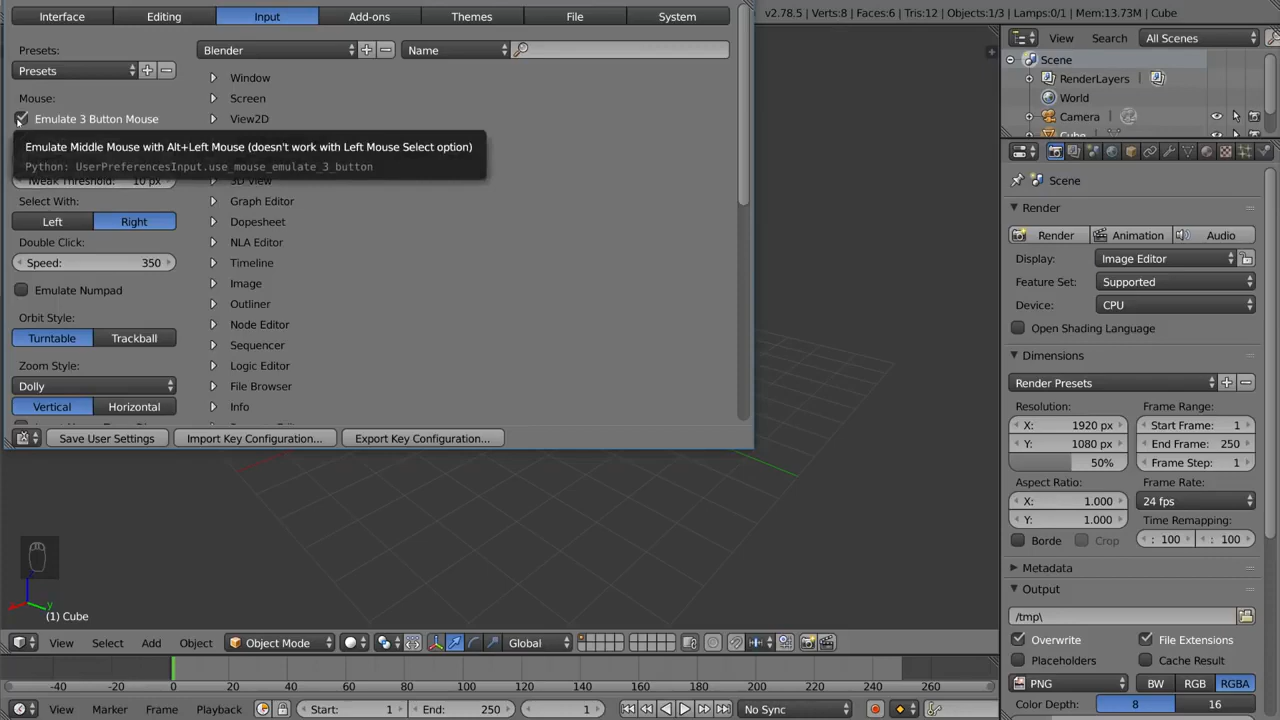 Interface Editing Input Add-ons Themes File System
v2.78.5 | Verts:8 | Faces:6 | Tris:12 | Objects:1/3 | Lamps:0/1 | Mem:13.73M | Cube
View Search All Scenes
Presets: Blender Name
Presets
Mouse:
Emulate 3 Button Mouse
Emulate Middle Mouse with Alt+Left Mouse (doesn't work with Left Mouse Select option)
Python: UserPreferencesInput.use_mouse_emulate_3_button
Tweak Threshold: 10 px
Select With:
Left Right
Double Click:
Speed: 350
Emulate Numpad
Orbit Style:
Turntable Trackball
Zoom Style:
Dolly
Vertical Horizontal
Window
Screen
View2D
3D View
Graph Editor
Dopesheet
NLA Editor
Timeline
Image
Outliner
Node Editor
Sequencer
Logic Editor
File Browser
Info
Save User Settings Import Key Configuration... Export Key Configuration...
Scene
RenderLayers
World
Camera
Cube
Scene
Render
Render Animation Audio
Display: Image Editor
Feature Set: Supported
Device: CPU
Open Shading Language
Dimensions
Render Presets
Resolution: Frame Range:
X: 1920 px Start Frame: 1
Y: 1080 px End Frame: 250
50% Frame Step: 1
Aspect Ratio: Frame Rate:
X: 1.000 24 fps
Y: 1.000 Time Remapping:
Borde Crop : 100 : 100
Metadata
Output
/tmp\
Overwrite File Extensions
Placeholders Cache Result
PNG BW RGB RGBA
Color Depth: 8 16
(1) Cube
View Select Add Object Object Mode Global
-40 -20 0 20 40 60 80 100 120 140 160 180 200 220 240 260
View Marker Frame Playback Start: 1 End: 250 1 No Sync